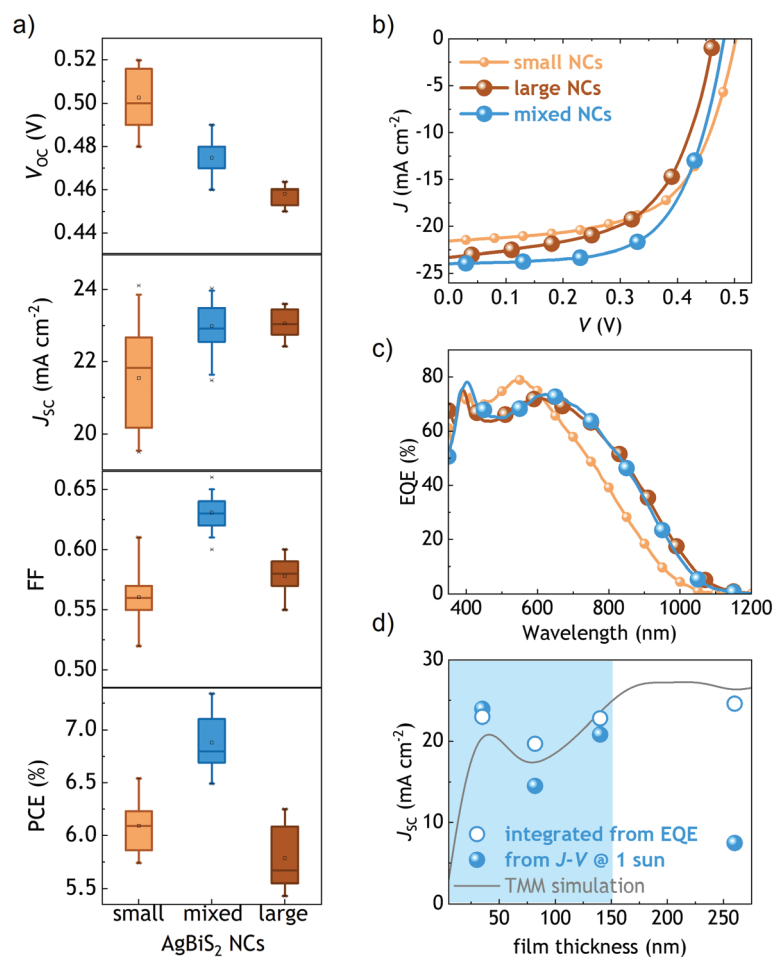 a)
0.52
0.50
0.48
0.46
0.44
VOC (V)
24
22
20
JSC (mA cm-2)
0.65
0.60
0.55
0.50
FF
7.0
6.5
6.0
5.5
PCE (%)
small mixed large
AgBiS2 NCs
b)
0
-5
-10
-15
-20
-25
J (mA cm-2)
small NCs
large NCs
mixed NCs
0.0 0.1 0.2 0.3 0.4 0.5
V (V)
c)
80
60
40
20
0
EQE (%)
400 600 800 1000 1200
Wavelength (nm)
d)
30
20
10
0
JSC (mA cm-2)
integrated from EQE
from J-V @ 1 sun
TMM simulation
50 100 150 200 250
film thickness (nm)